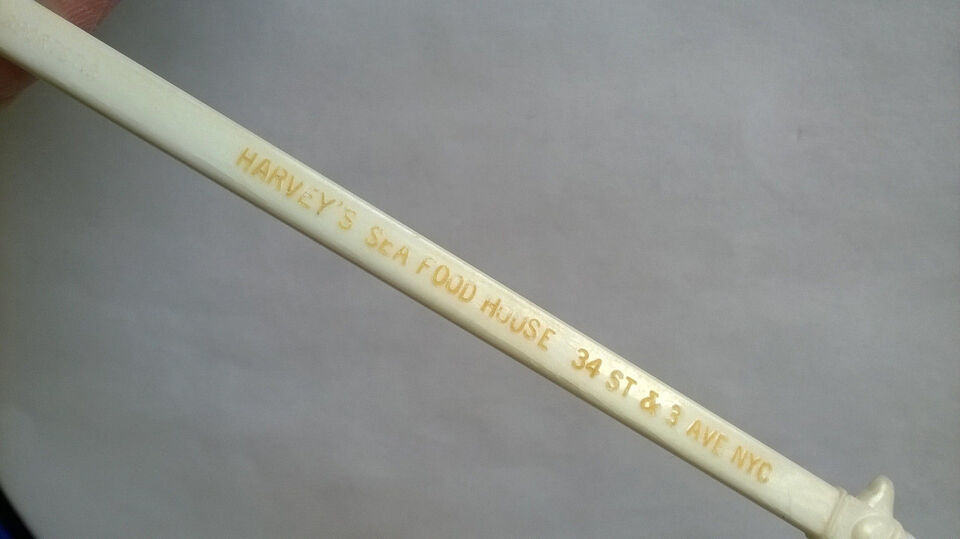 HARVEY'S SEA FOOD HOUSE 34 ST & 3 AVE NYC